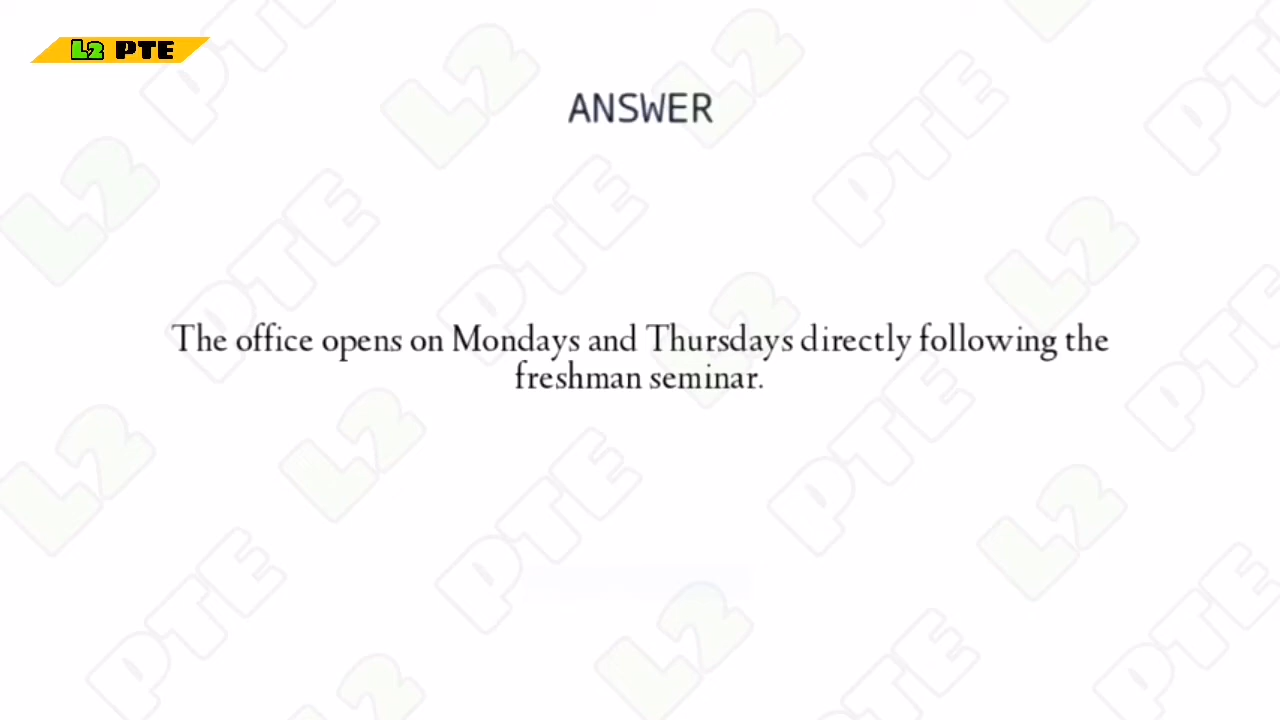 L2 PTE
ANSWER
The office opens on Mondays and Thursdays directly following the
freshman seminar.